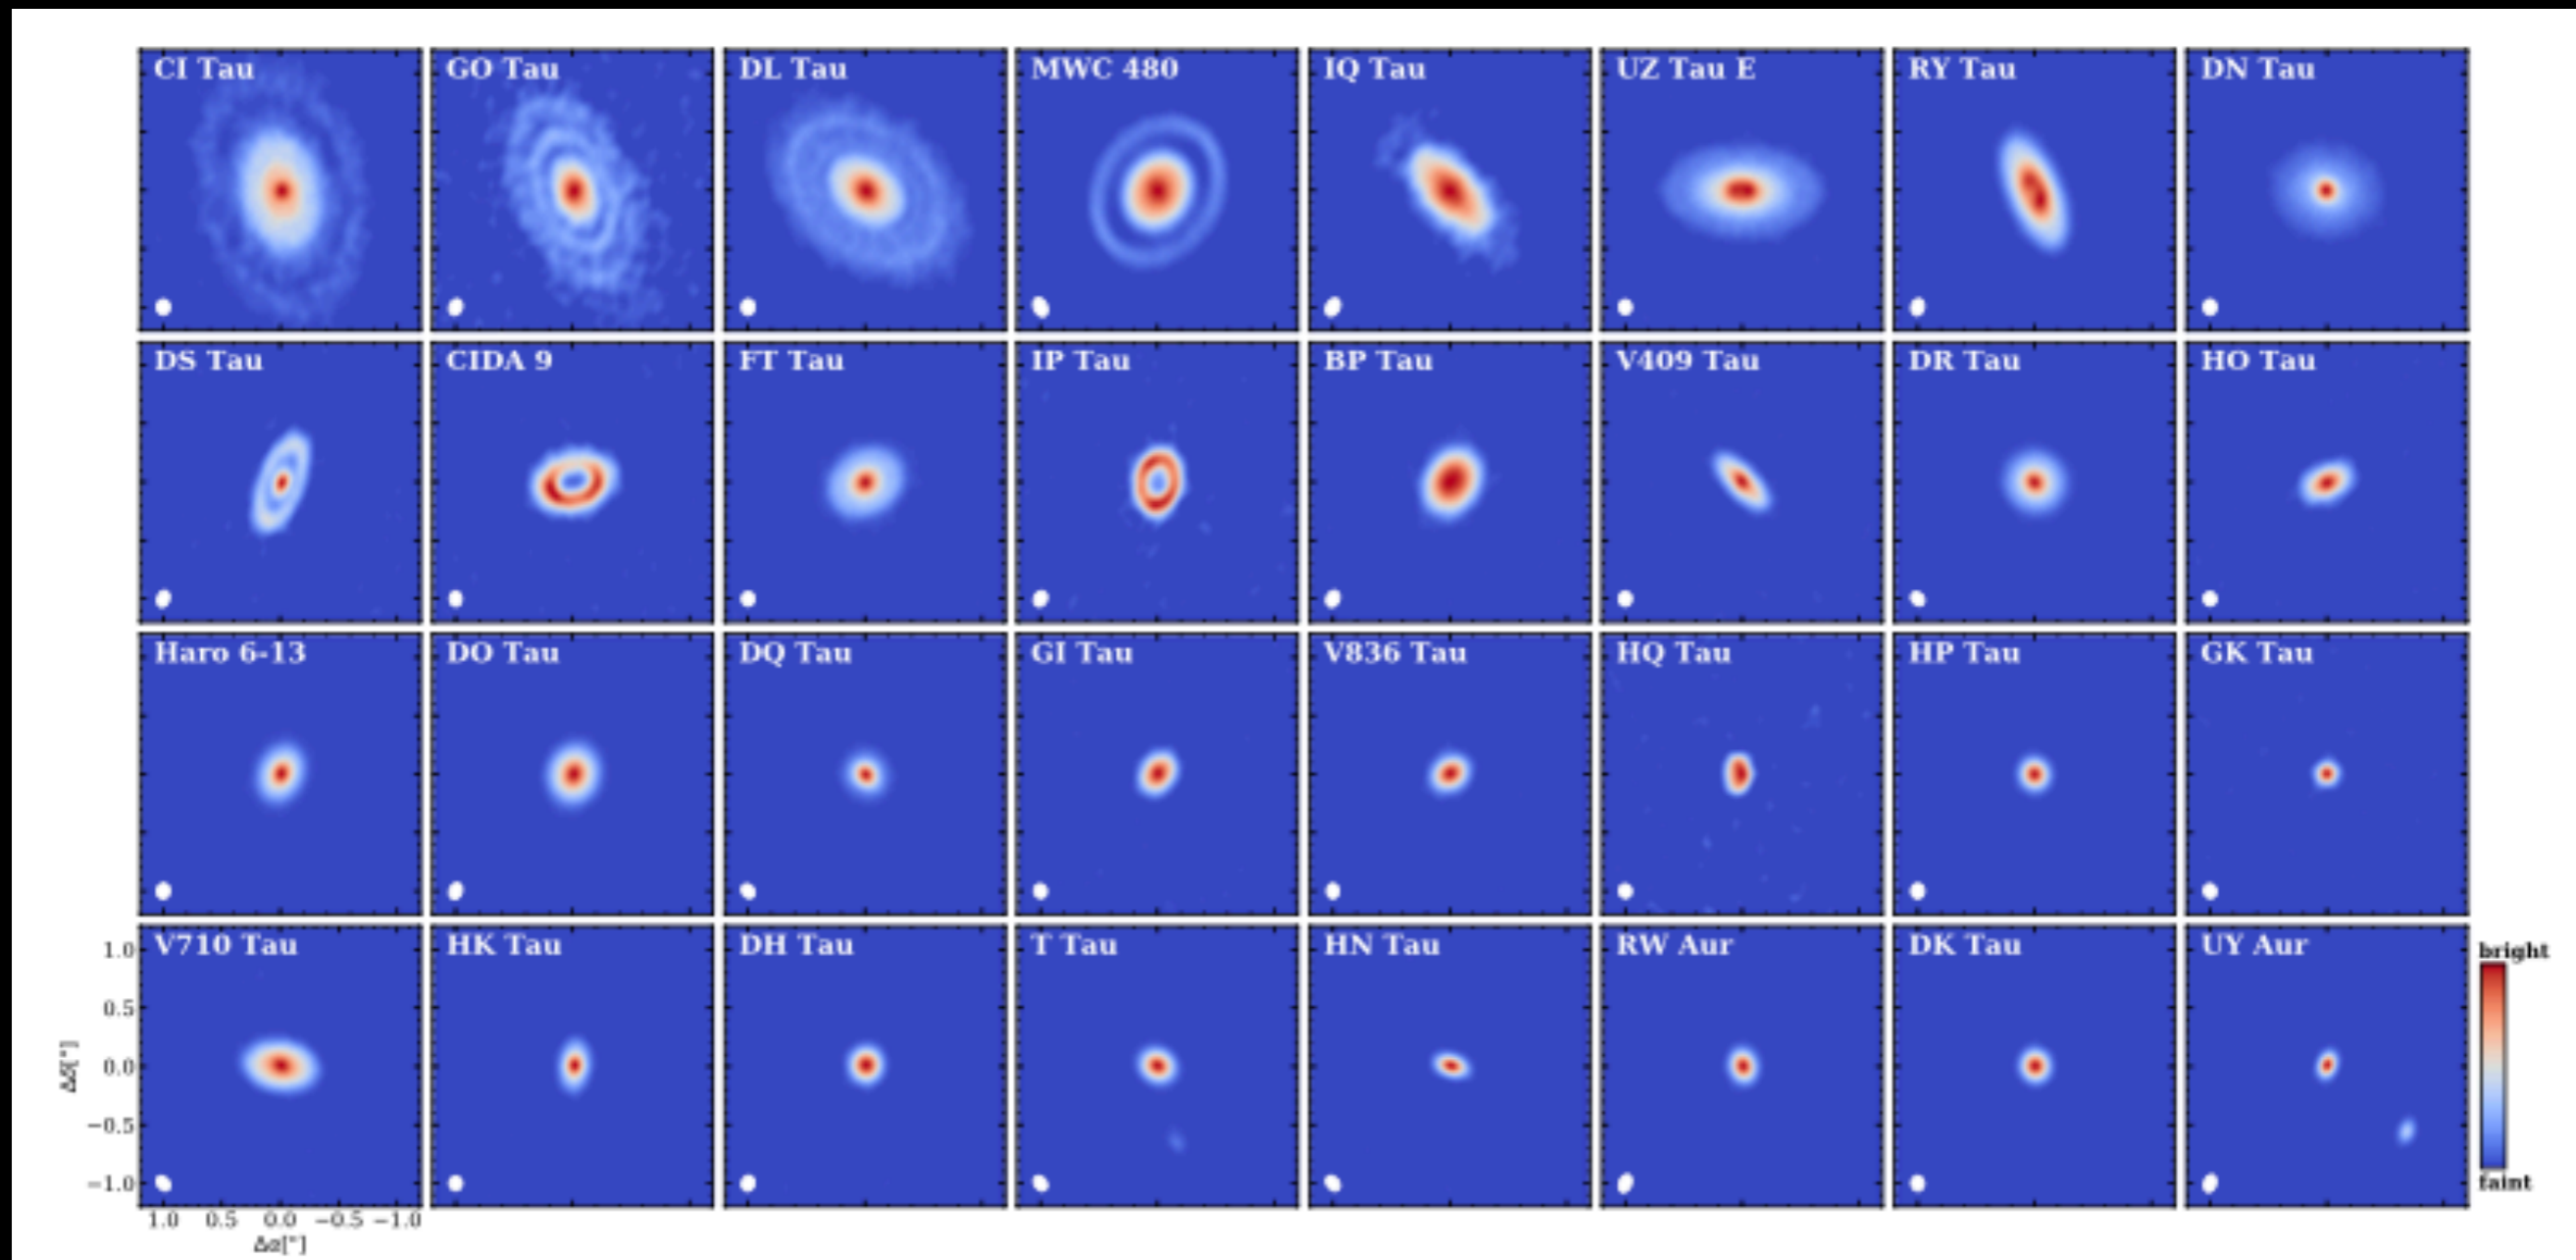 CI Tau GO Tau DL Tau MWC 480 IQ Tau UZ Tau E RY Tau DN Tau
DS Tau CIDA 9 FT Tau IP Tau BP Tau V409 Tau DR Tau HO Tau
Haro 6-13 DO Tau DQ Tau GI Tau V836 Tau HQ Tau HP Tau GK Tau
V710 Tau HK Tau DH Tau T Tau HN Tau RW Aur DK Tau UY Aur
bright
faint
1.0
0.5
0.0
−0.5
−1.0
Δδ["]
1.0 0.5 0.0 −0.5 −1.0
Δα["]